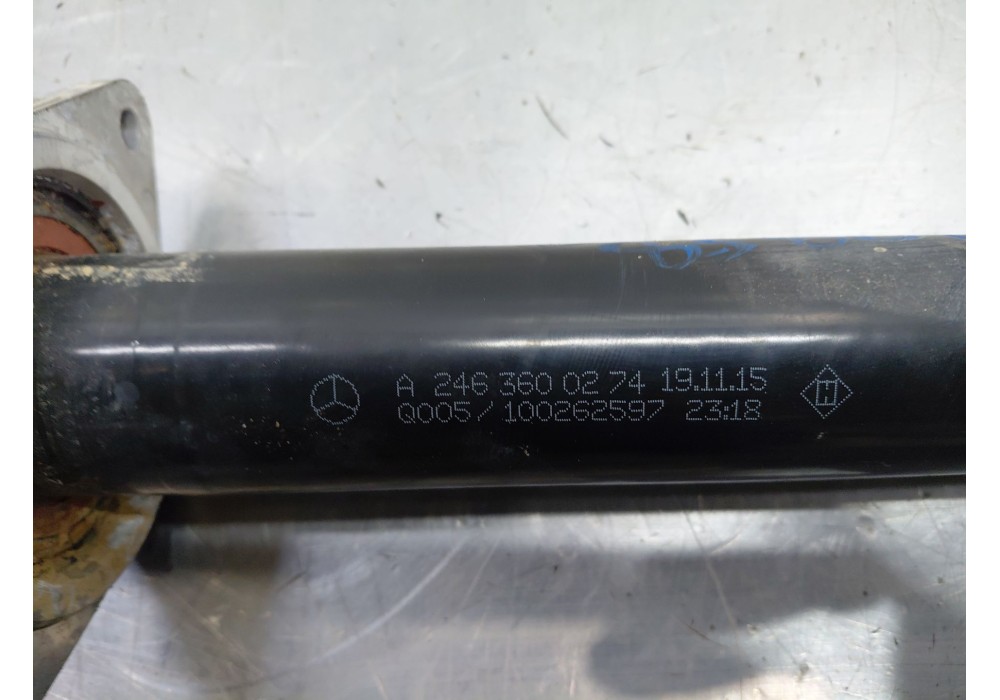 A 246 360 02 74 19.11.15
Q005/100262597 23:18